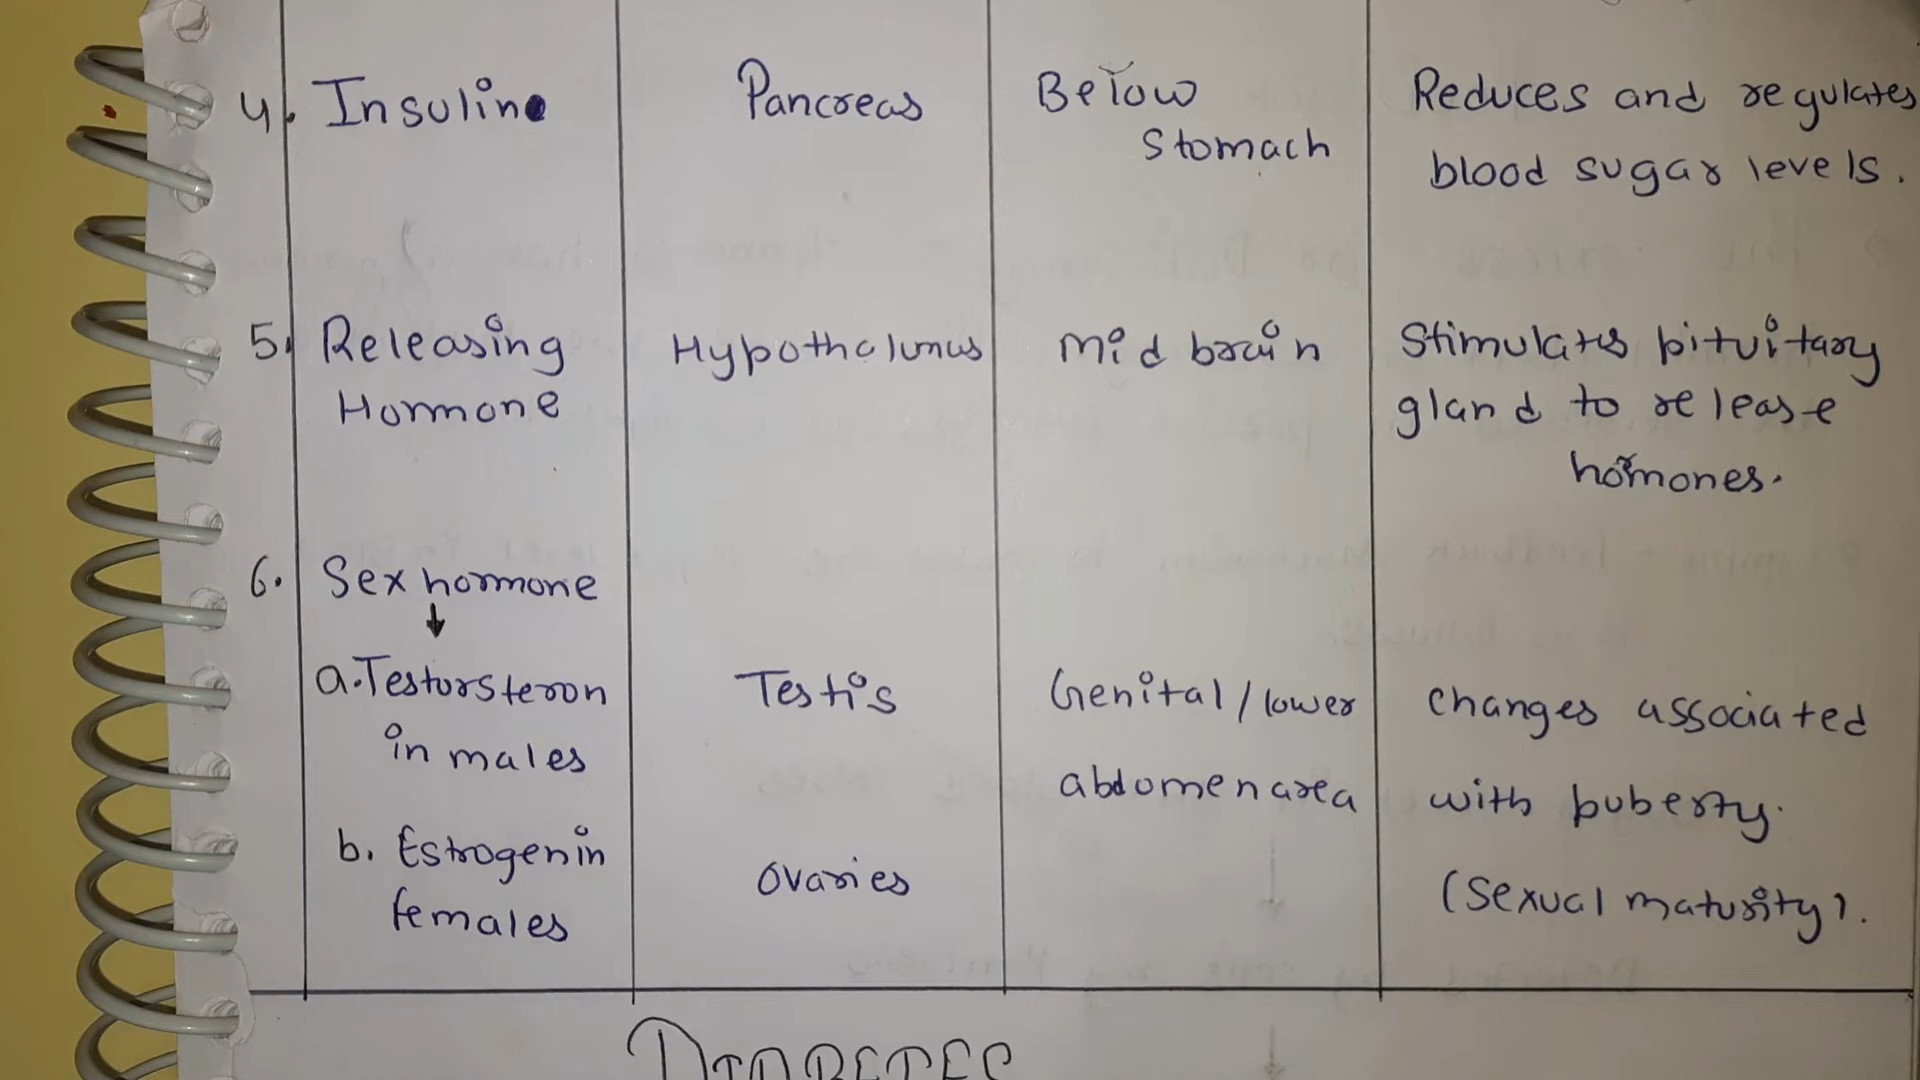 4. Insulin Pancreas Below Reduces and regulates
Stomach blood sugar levels.
5. Releasing Hypothalamus Mid brain Stimulates pituitary
Hormone gland to release
hormones.
6. Sex hormone
↓
a. Testorsteron Testis Genital/lower changes associated
in males abdomen area with puberty.
b. Estrogen in Ovaries (Sexual maturity).
females
DIABETES